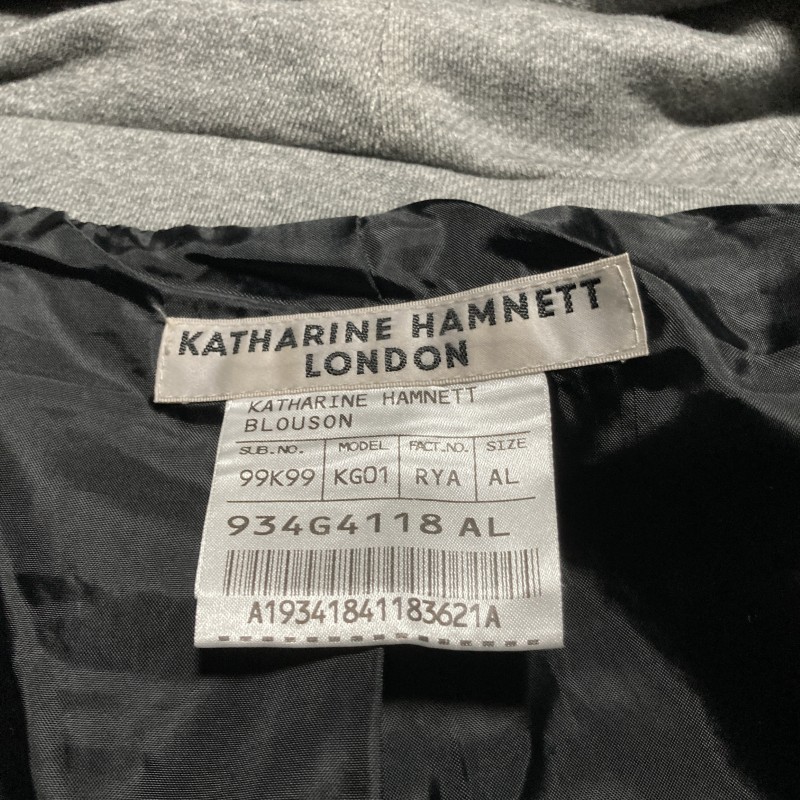 KATHARINE HAMNETT
LONDON
KATHARINE HAMNETT
BLOUSON
SUB.NO. MODEL FACT.NO. SIZE
99K99 KG01 RYA AL
934G4118 AL
A19341841183621A